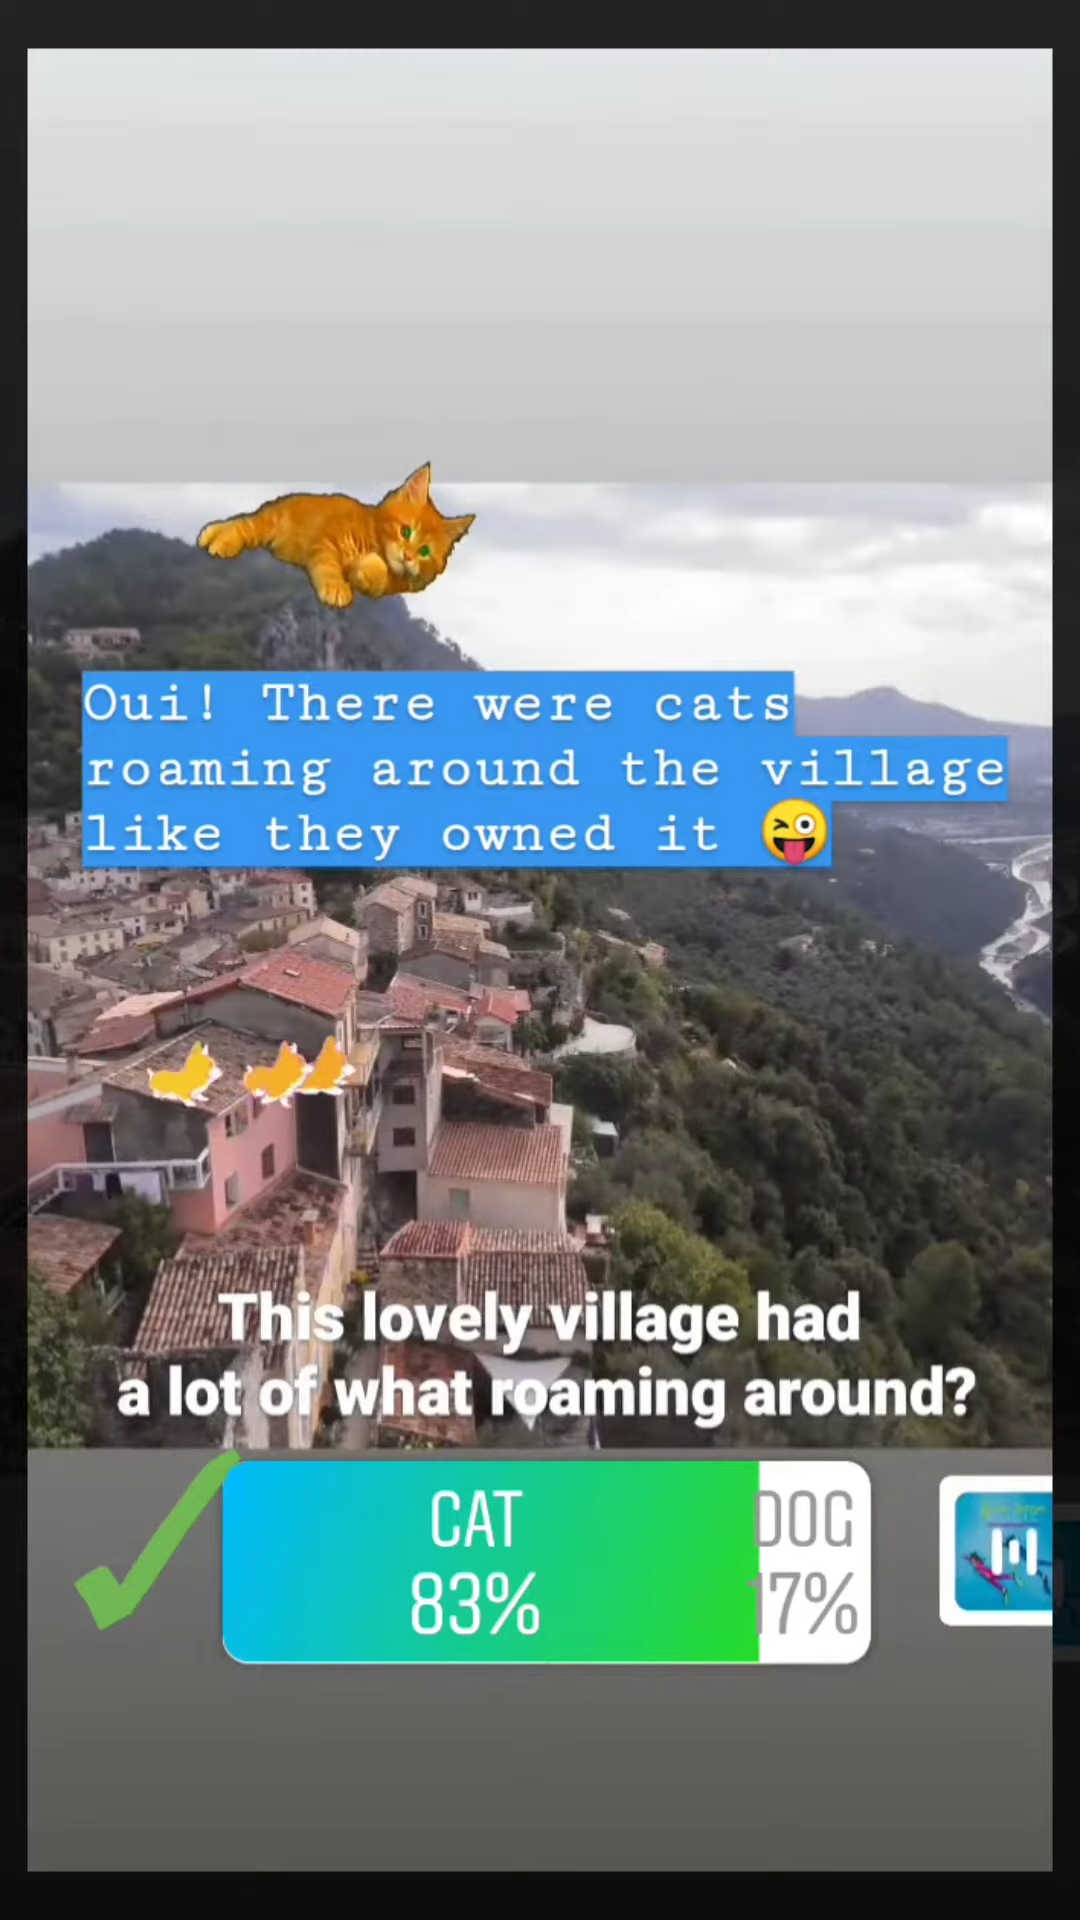 Oui! There were cats
roaming around the village
like they owned it 😜
This lovely village had
a lot of what roaming around?
CAT
83%
DOG
17%